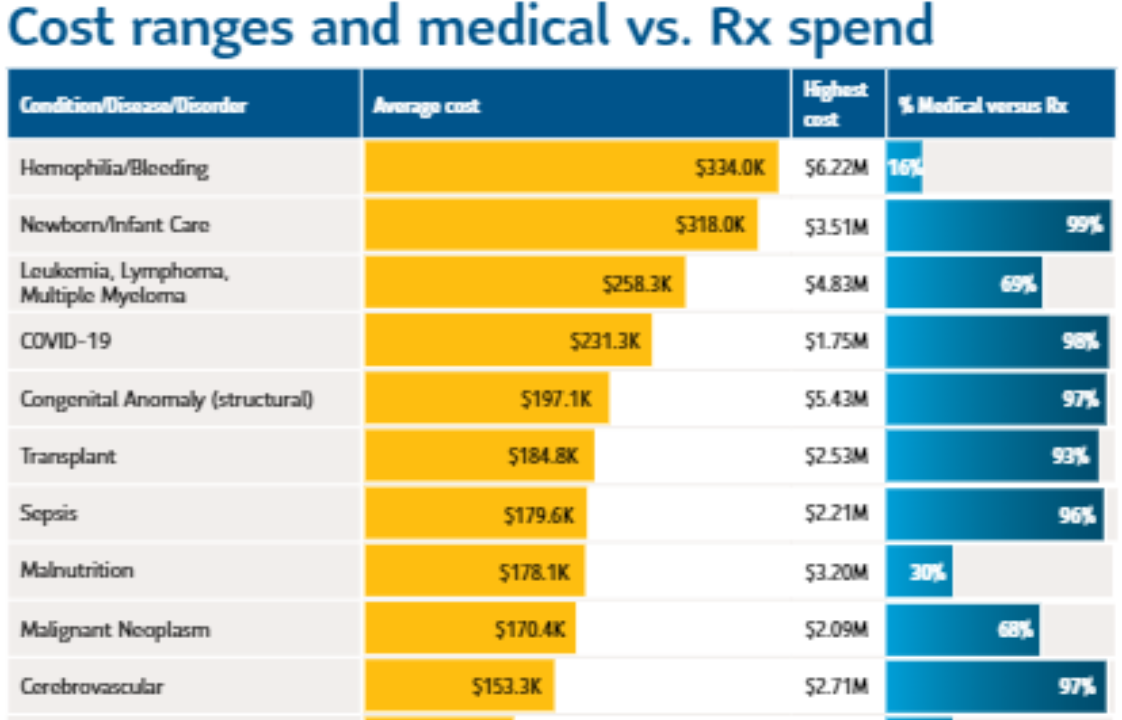 Cost ranges and medical vs. Rx spend
Condition/Disease/Disorder Average cost Highest cost % Medical versus Rx
Hemophilia/Bleeding $334.0K $6.22M 16%
Newborn/Infant Care $318.0K $3.51M 99%
Leukemia, Lymphoma,
Multiple Myeloma $258.3K $4.83M 69%
COVID-19 $231.3K $1.75M 98%
Congenital Anomaly (structural) $197.1K $5.43M 97%
Transplant $184.8K $2.53M 93%
Sepsis $179.6K $2.21M 96%
Malnutrition $178.1K $3.20M 30%
Malignant Neoplasm $170.4K $2.09M 68%
Cerebrovascular $153.3K $2.71M 97%